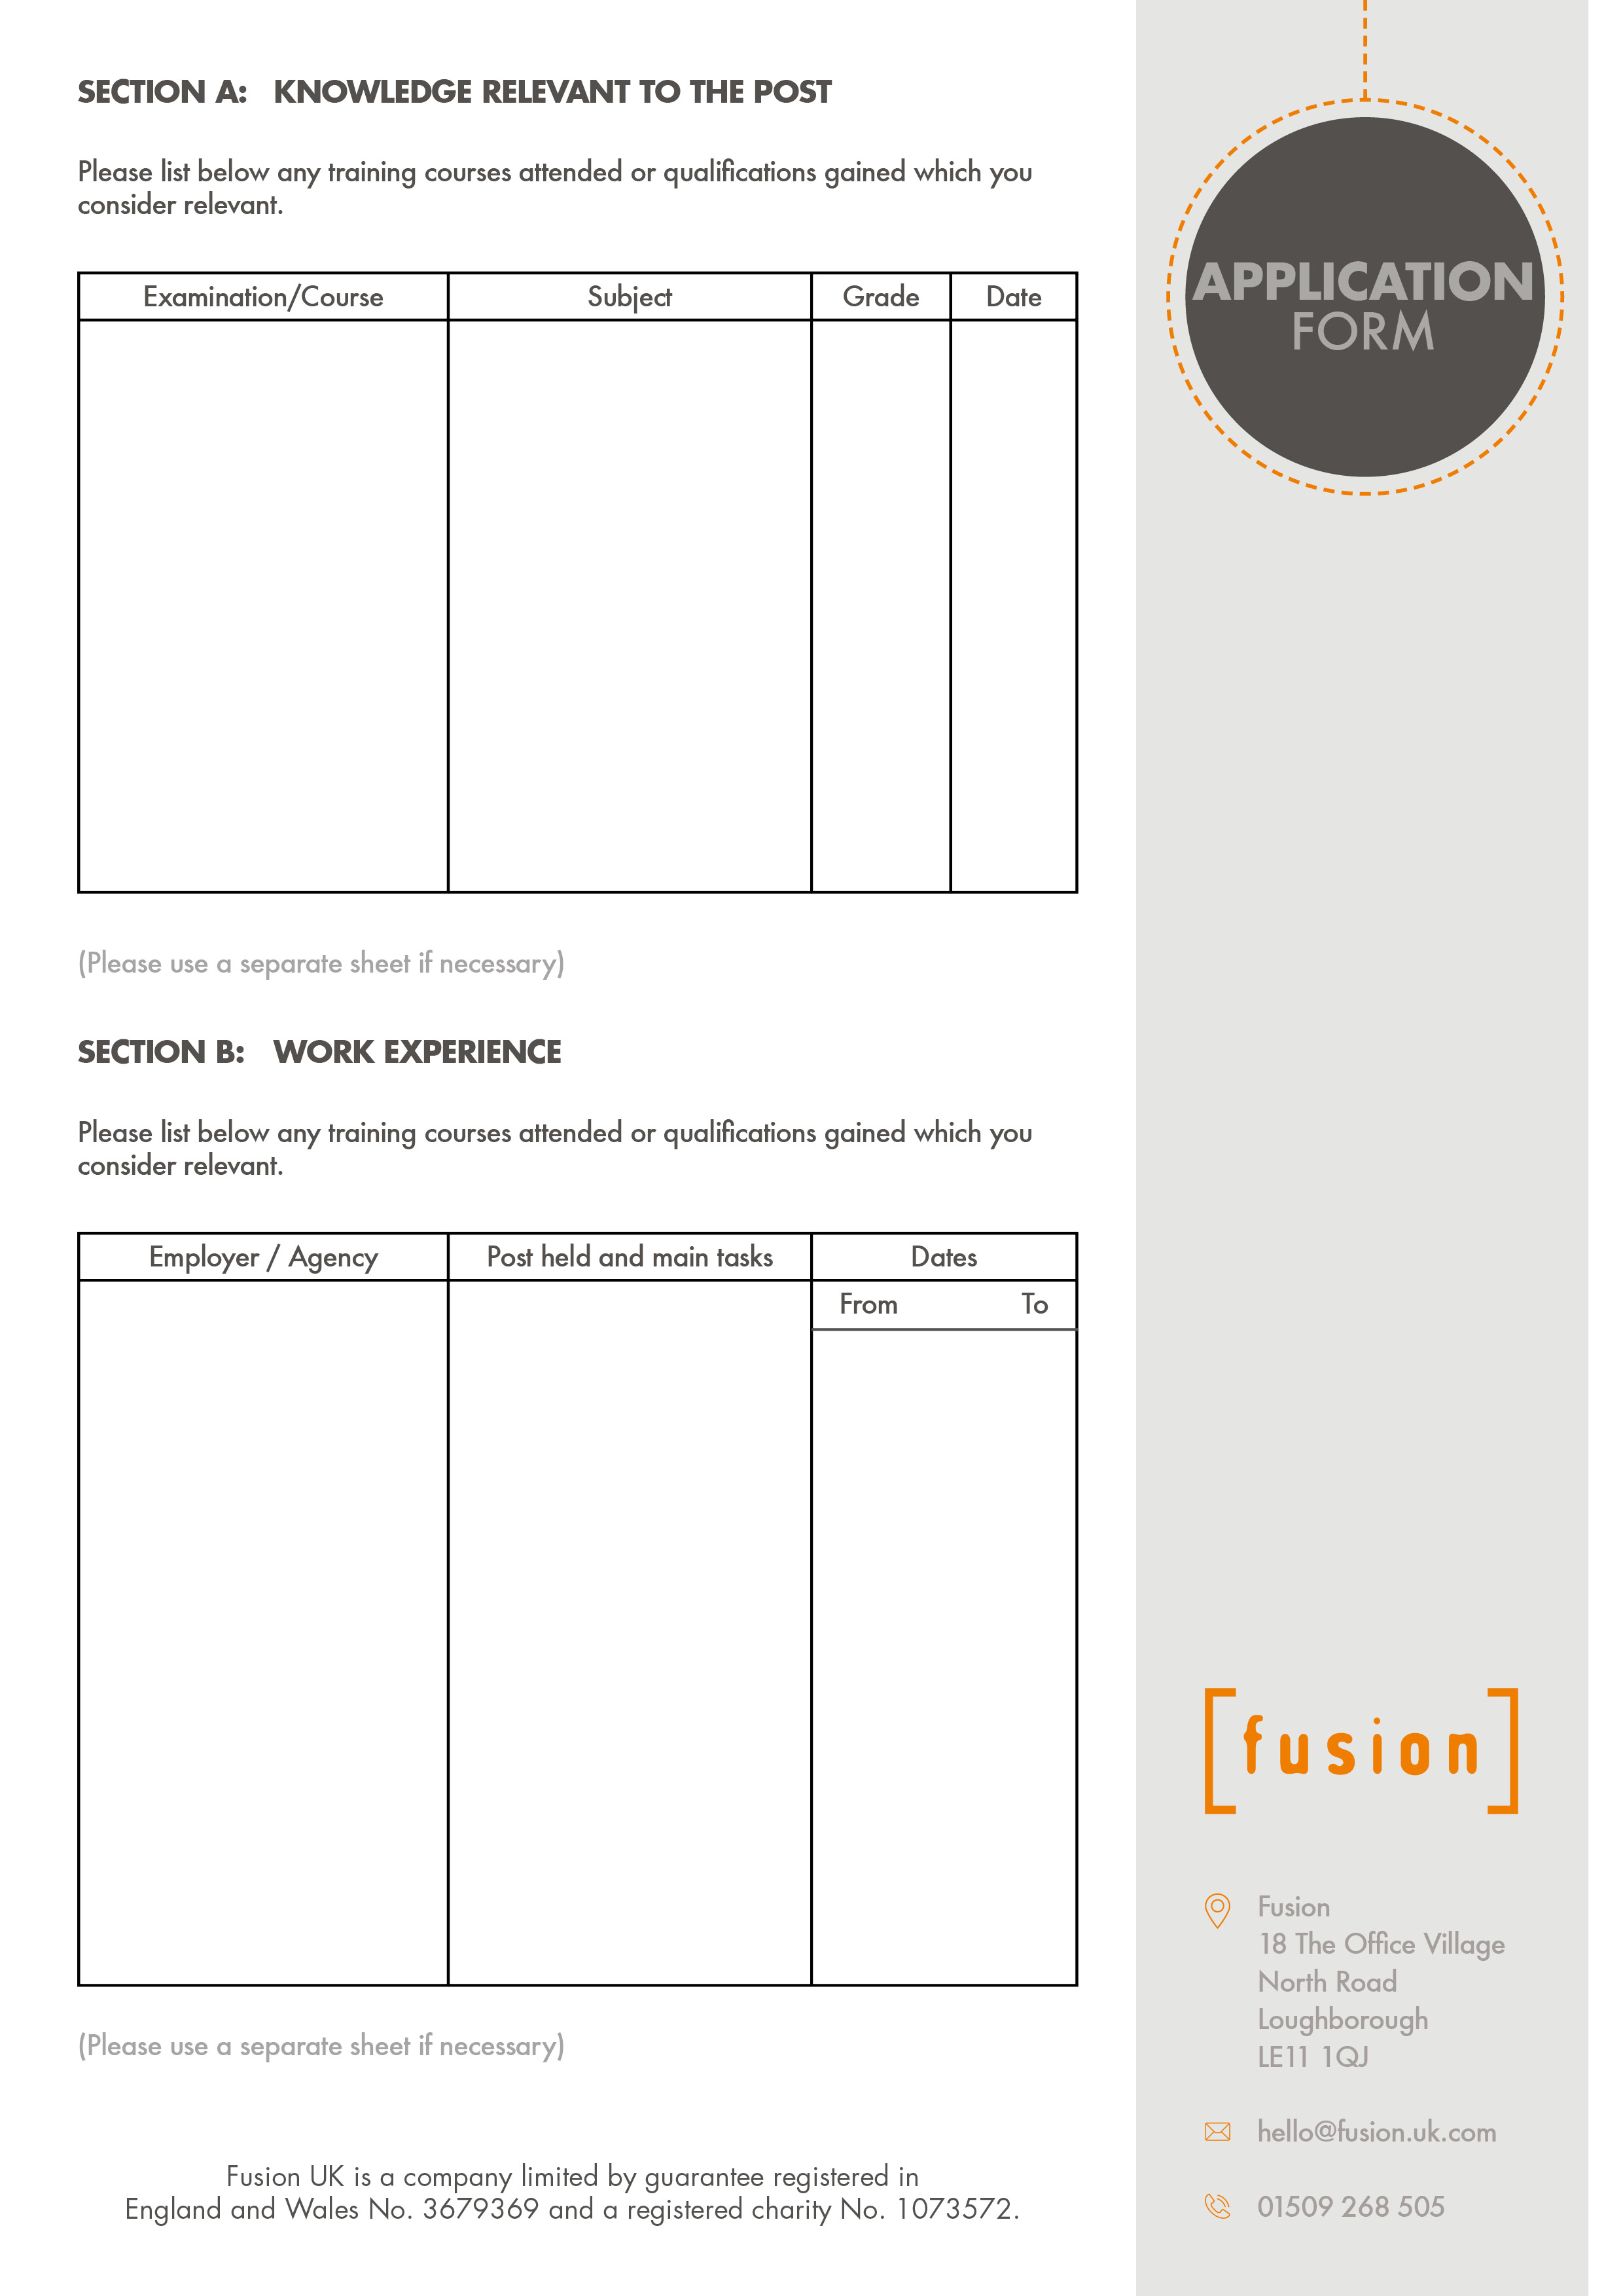 SECTION A: KNOWLEDGE RELEVANT TO THE POST
Please list below any training courses attended or qualifications gained which you
consider relevant.
Examination/Course Subject Grade Date
(Please use a separate sheet if necessary)
SECTION B: WORK EXPERIENCE
Please list below any training courses attended or qualifications gained which you
consider relevant.
Employer / Agency Post held and main tasks Dates
From To
(Please use a separate sheet if necessary)
Fusion UK is a company limited by guarantee registered in
England and Wales No. 3679369 and a registered charity No. 1073572.
APPLICATION
FORM
[fusion]
Fusion
18 The Office Village
North Road
Loughborough
LE11 1QJ
hello@fusion.uk.com
01509 268 505